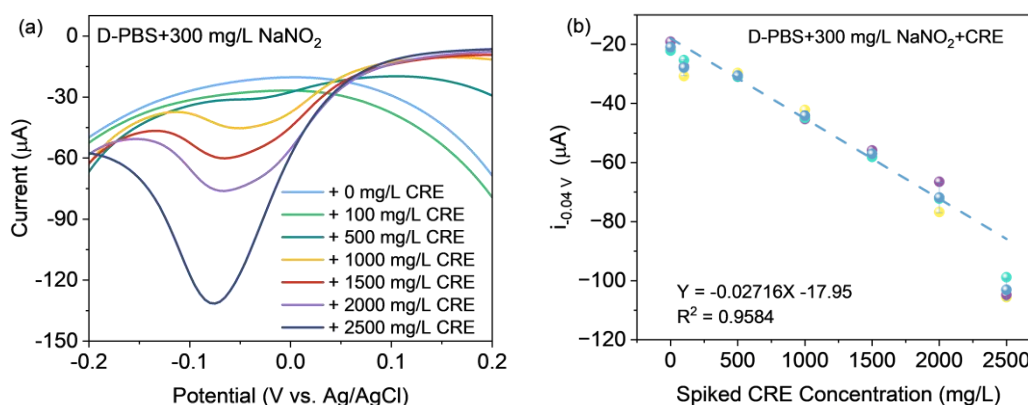 (a)
D-PBS+300 mg/L NaNO₂
0
-30
-60
-90
-120
-150
Current (μA)
+ 0 mg/L CRE
+ 100 mg/L CRE
+ 500 mg/L CRE
+ 1000 mg/L CRE
+ 1500 mg/L CRE
+ 2000 mg/L CRE
+ 2500 mg/L CRE
-0.2 -0.1 0.0 0.1 0.2
Potential (V vs. Ag/AgCl)
(b)
D-PBS+300 mg/L NaNO₂+CRE
−20
−40
−60
−80
−100
−120
i-0.04 V (μA)
Y = -0.02716X -17.95
R² = 0.9584
0 500 1000 1500 2000 2500
Spiked CRE Concentration (mg/L)